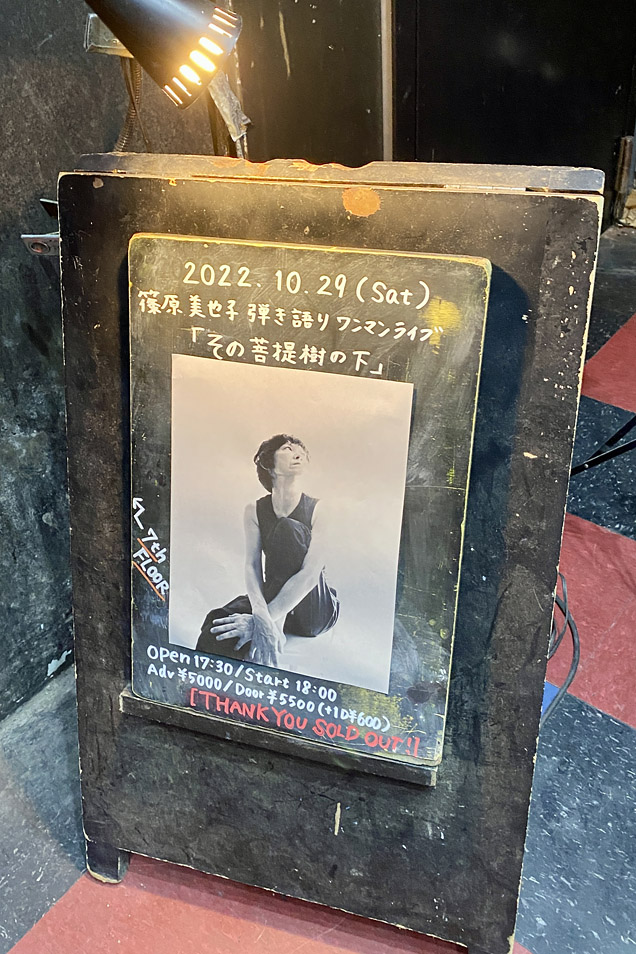 2022. 10. 29 (Sat)
篠原美也子 弾き語り ワンマンライブ
「その菩提樹の下」
↖ 7th
FLOOR
open 17:30 / Start 18:00
Adv ¥5000 / Door ¥5500 (+1D¥600)
[THANK YOU SOLD OUT!]